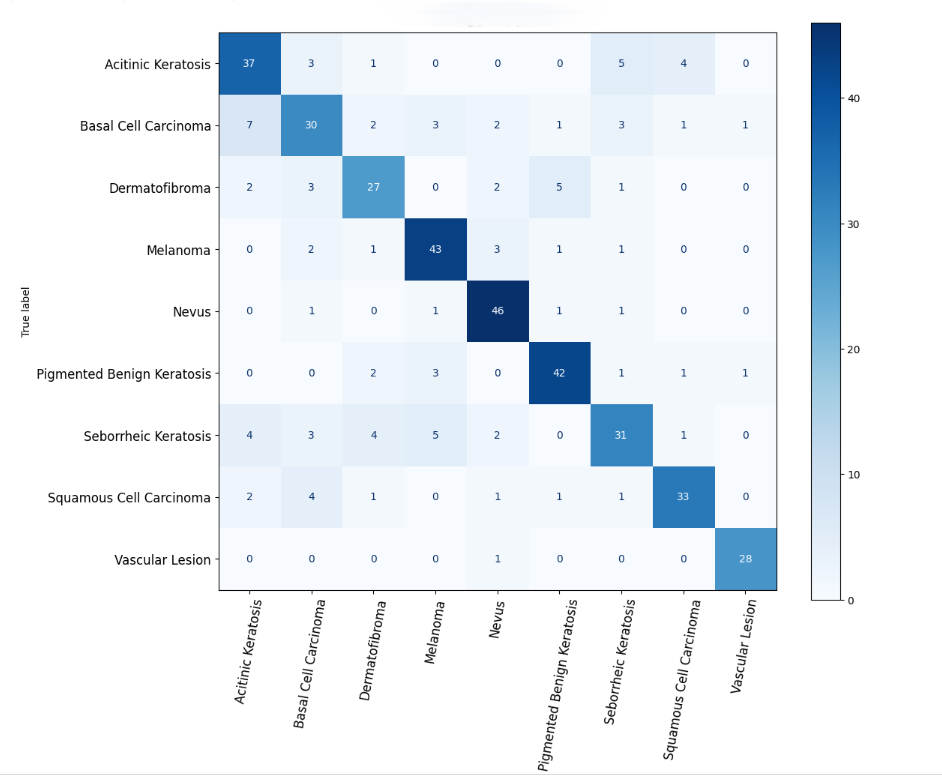 Acitinic Keratosis 37 3 1 0 0 0 5 4 0
Basal Cell Carcinoma 7 30 2 3 2 1 3 1 1
Dermatofibroma 2 3 27 0 2 5 1 0 0
Melanoma 0 2 1 43 3 1 1 0 0
Nevus 0 1 0 1 46 1 1 0 0
Pigmented Benign Keratosis 0 0 2 3 0 42 1 1 1
Seborrheic Keratosis 4 3 4 5 2 0 31 1 0
Squamous Cell Carcinoma 2 4 1 0 1 1 1 33 0
Vascular Lesion 0 0 0 0 1 0 0 0 28
True label
Acitinic Keratosis
Basal Cell Carcinoma
Dermatofibroma
Melanoma
Nevus
Pigmented Benign Keratosis
Seborrheic Keratosis
Squamous Cell Carcinoma
Vascular Lesion
40
30
20
10
0